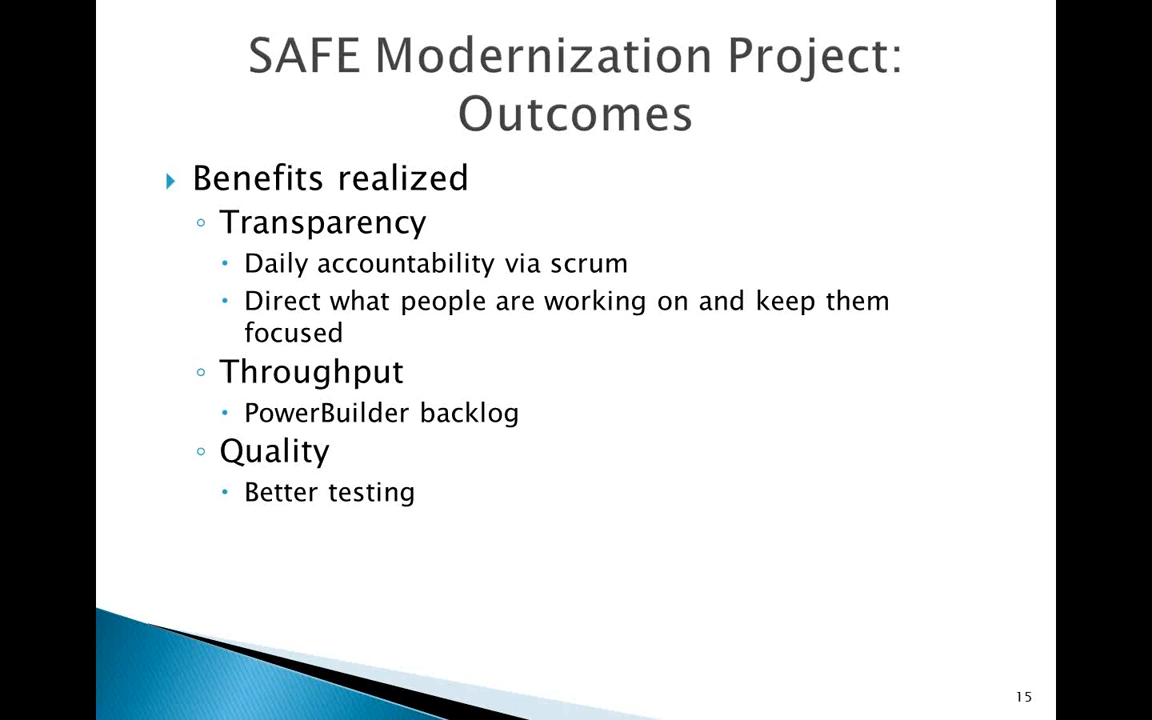 SAFE Modernization Project:
Outcomes
Benefits realized
Transparency
Daily accountability via scrum
Direct what people are working on and keep them
focused
Throughput
PowerBuilder backlog
Quality
Better testing
15